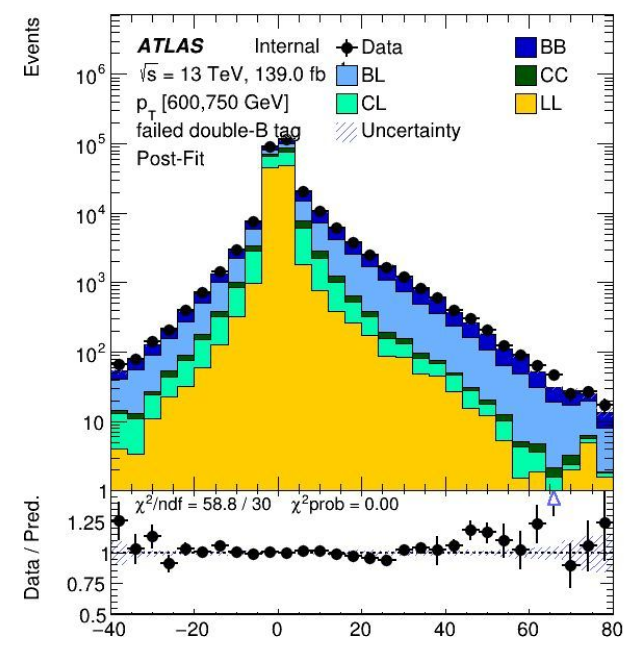 Events
ATLAS Internal
√s = 13 TeV, 139.0 fb
pT [600,750 GeV]
failed double-B tag
Post-Fit
Data
BL
CL
Uncertainty
BB
CC
LL
10^6
10^5
10^4
10^3
10^2
10
1
χ2/ndf = 58.8 / 30 χ2prob = 0.00
Data / Pred.
1.25
1
0.75
0.5
−40 −20 0 20 40 60 80